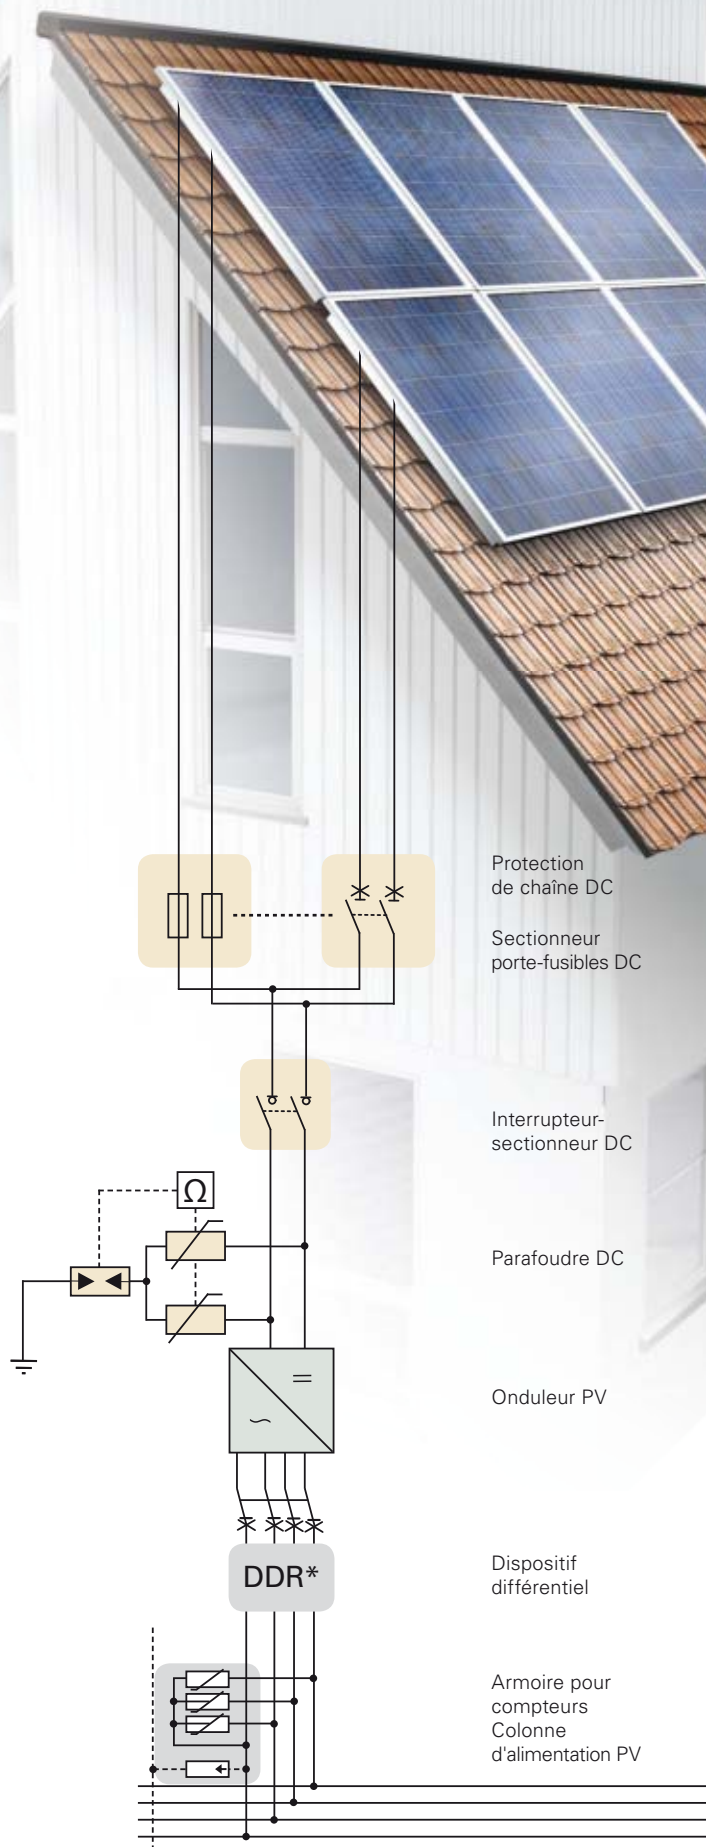 Protection
de chaîne DC
Sectionneur
porte-fusibles DC
Interrupteur-
sectionneur DC
Ω
Parafoudre DC
Onduleur PV
DDR*
Dispositif
différentiel
Armoire pour
compteurs
Colonne
d'alimentation PV